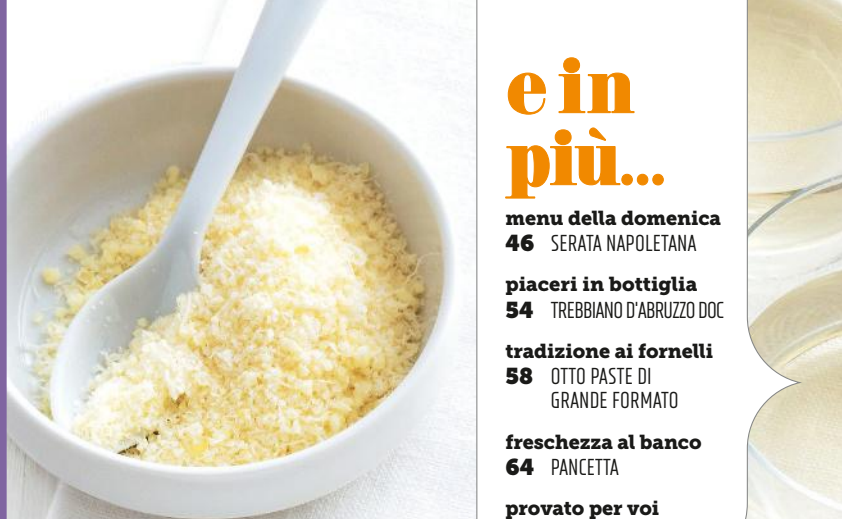 e in
più...
menu della domenica
46 SERATA NAPOLETANA
piaceri in bottiglia
54 TREBBIANO D'ABRUZZO DOC
tradizione ai fornelli
58 OTTO PASTE DI
GRANDE FORMATO
freschezza al banco
64 PANCETTA
provato per voi